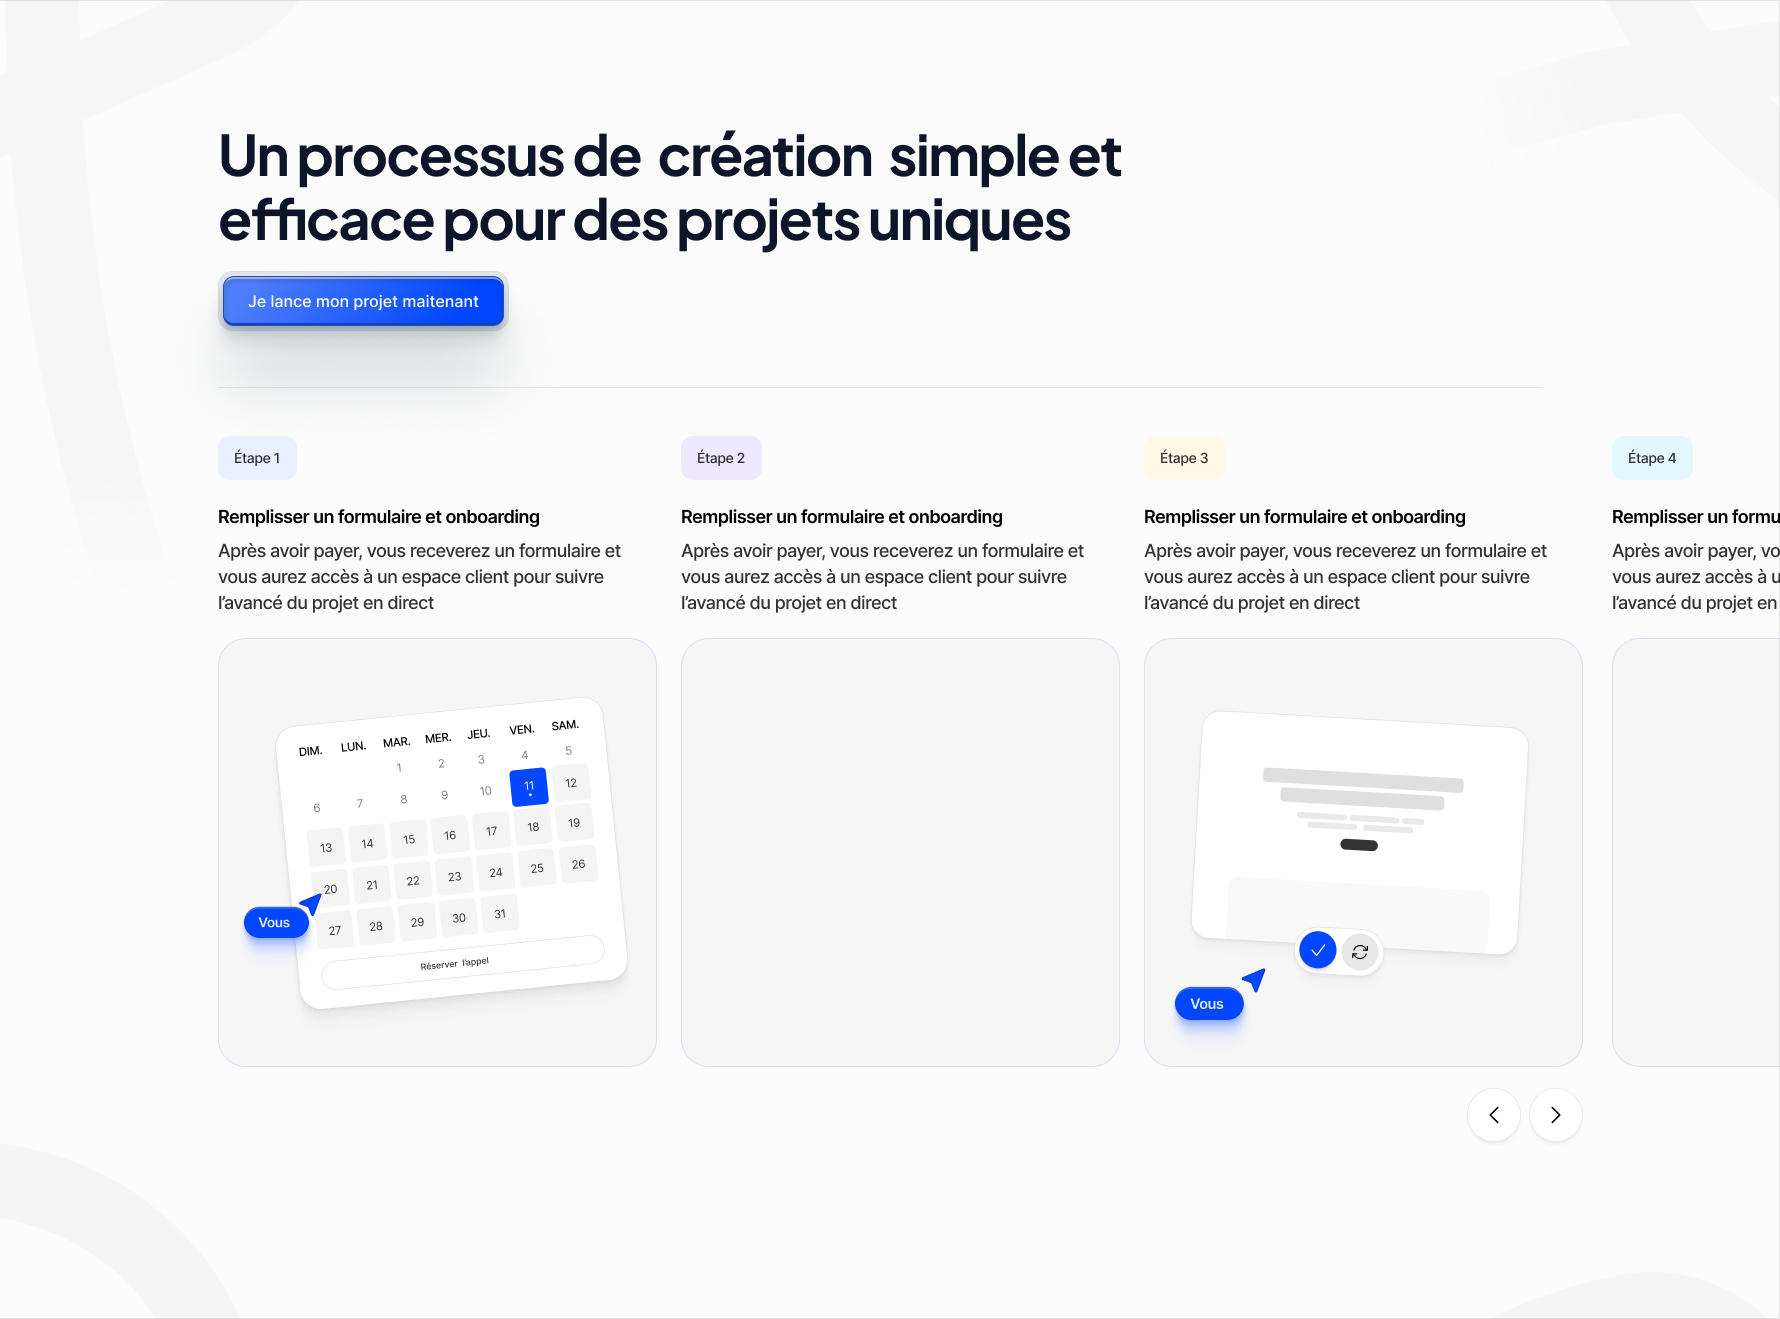 Un processus de création simple et
efficace pour des projets uniques
Je lance mon projet maitenant
Étape 1
Remplisser un formulaire et onboarding
Après avoir payer, vous receverez un formulaire et
vous aurez accès à un espace client pour suivre
l’avancé du projet en direct
DIM. LUN. MAR. MER. JEU. VEN. SAM.
1 2 3 4 5
6 7 8 9 10 11 12
13 14 15 16 17 18 19
20 21 22 23 24 25 26
27 28 29 30 31
Vous
Réserver l’appel
Étape 2
Remplisser un formulaire et onboarding
Après avoir payer, vous receverez un formulaire et
vous aurez accès à un espace client pour suivre
l’avancé du projet en direct
Étape 3
Remplisser un formulaire et onboarding
Après avoir payer, vous receverez un formulaire et
vous aurez accès à un espace client pour suivre
l’avancé du projet en direct
Vous
Étape 4
Remplisser un formu
Après avoir payer, vo
vous aurez accès à u
l’avancé du projet en